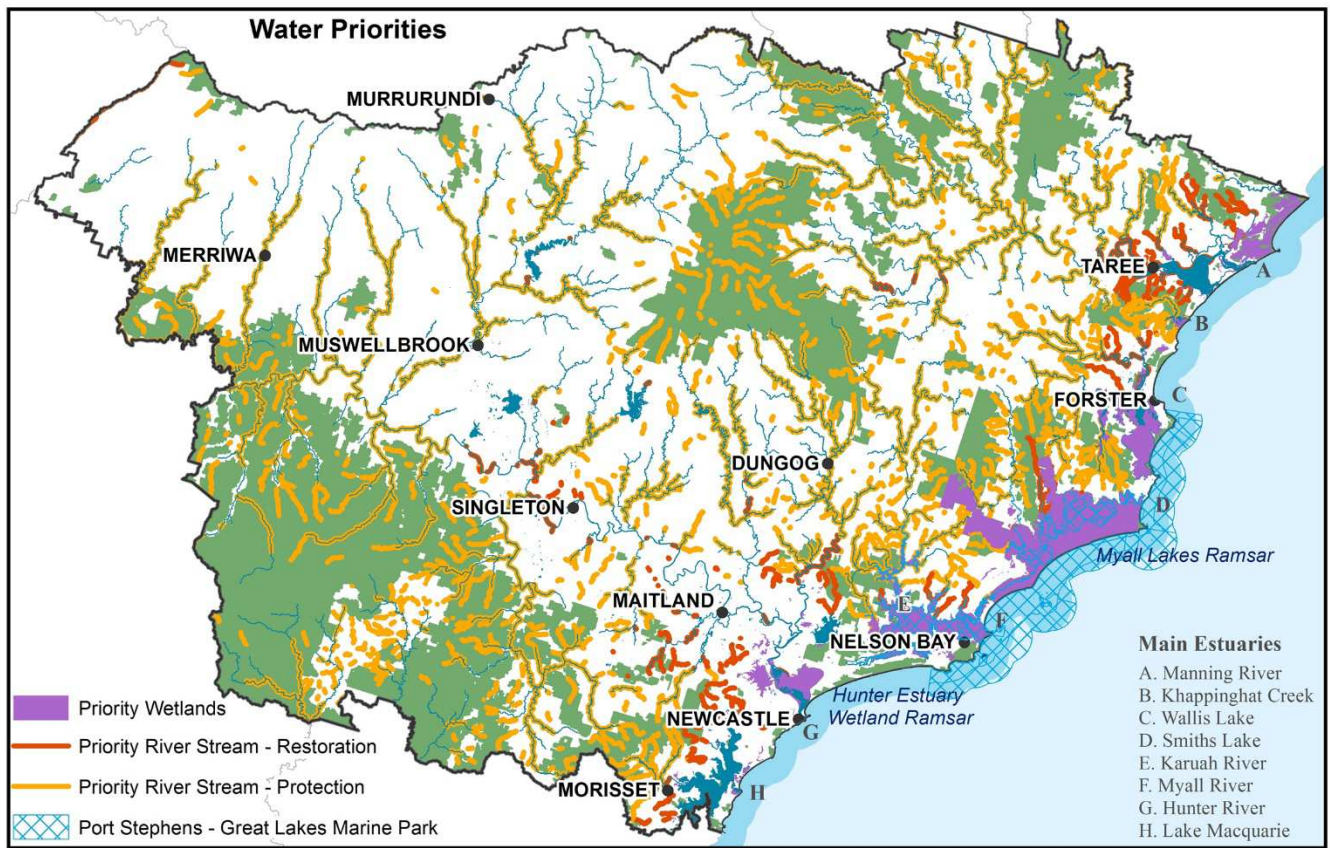 Water Priorities
MURRURUNDI
MERRIWA
TAREE
A
B
MUSWELLBROOK
FORSTER
C
DUNGOG
SINGLETON
D
Myall Lakes Ramsar
MAITLAND
E
F
NELSON BAY
Hunter Estuary
Wetland Ramsar
NEWCASTLE
G
MORISSET
H
Priority Wetlands
Priority River Stream - Restoration
Priority River Stream - Protection
Port Stephens - Great Lakes Marine Park
Main Estuaries
A. Manning River
B. Khappinghat Creek
C. Wallis Lake
D. Smiths Lake
E. Karuah River
F. Myall River
G. Hunter River
H. Lake Macquarie